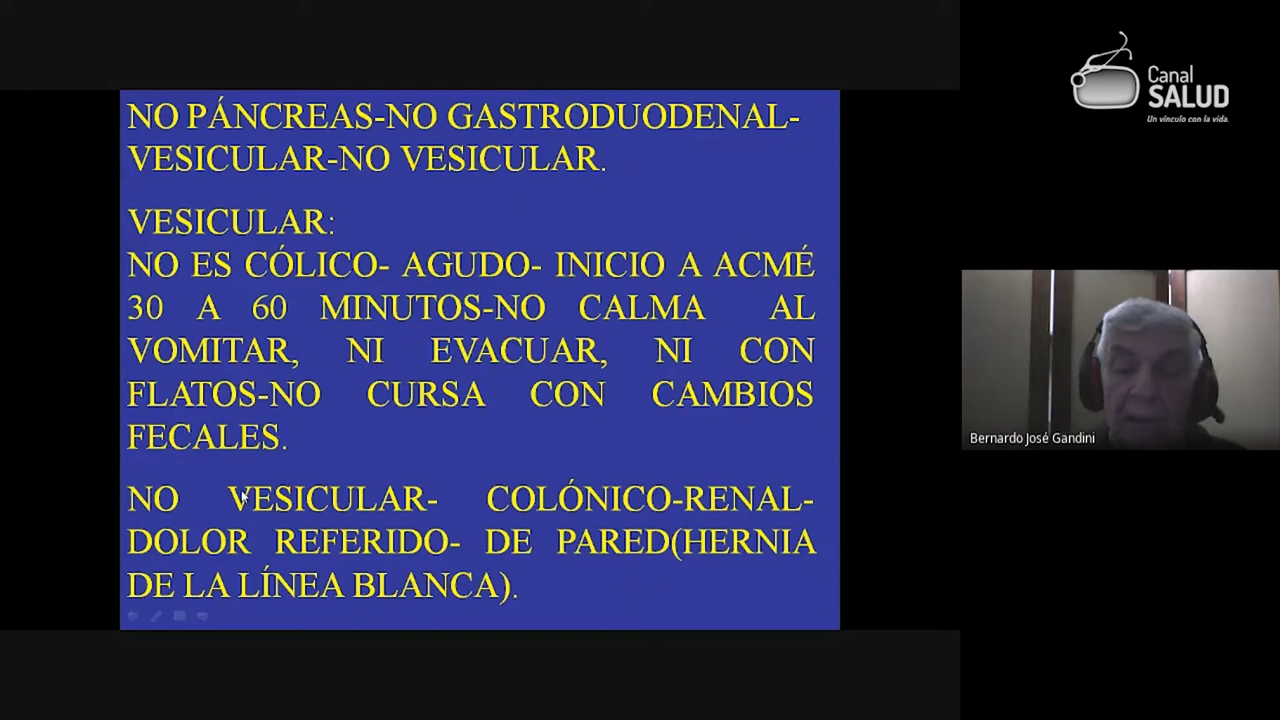 NO PÁNCREAS-NO GASTRODUODENAL-
VESICULAR-NO VESICULAR.
VESICULAR:
NO ES CÓLICO- AGUDO- INICIO A ACMÉ
30 A 60 MINUTOS-NO CALMA AL
VOMITAR, NI EVACUAR, NI CON
FLATOS-NO CURSA CON CAMBIOS
FECALES.
NO VESICULAR- COLÓNICO-RENAL-
DOLOR REFERIDO- DE PARED(HERNIA
DE LA LÍNEA BLANCA).
Canal
SALUD
Un vínculo con la vida.
Bernardo José Gandini